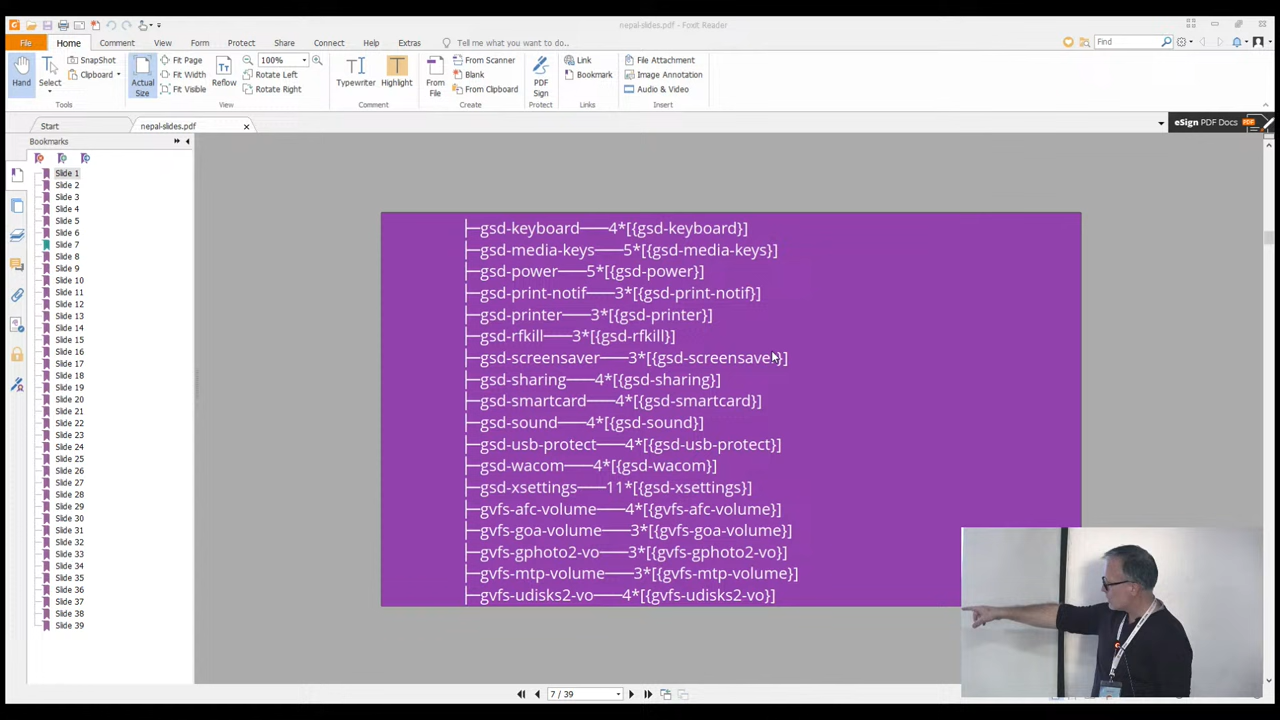 nepal-slides.pdf - Foxit Reader
File Home Comment View Form Protect Share Connect Help Extras Tell me what you want to do.. Find
Hand
Select
SnapShot
Clipboard
Tools
Actual Size
Fit Page
Fit Width
Fit Visible
Reflow
100%
Rotate Left
Rotate Right
View
Typewriter
Highlight
Comment
From File
From Scanner
Blank
From Clipboard
Create
PDF Sign
Protect
Link
Bookmark
Links
File Attachment
Image Annotation
Audio & Video
Insert
Start nepal-slides.pdf eSign PDF Docs
Bookmarks
Slide 1
Slide 2
Slide 3
Slide 4
Slide 5
Slide 6
Slide 7
Slide 8
Slide 9
Slide 10
Slide 11
Slide 12
Slide 13
Slide 14
Slide 15
Slide 16
Slide 17
Slide 18
Slide 19
Slide 20
Slide 21
Slide 22
Slide 23
Slide 24
Slide 25
Slide 26
Slide 27
Slide 28
Slide 29
Slide 30
Slide 31
Slide 32
Slide 33
Slide 34
Slide 35
Slide 36
Slide 37
Slide 38
Slide 39
├─gsd-keyboard───4*[{gsd-keyboard}]
├─gsd-media-keys───5*[{gsd-media-keys}]
├─gsd-power───5*[{gsd-power}]
├─gsd-print-notif───3*[{gsd-print-notif}]
├─gsd-printer───3*[{gsd-printer}]
├─gsd-rfkill───3*[{gsd-rfkill}]
├─gsd-screensaver───3*[{gsd-screensaver}]
├─gsd-sharing───4*[{gsd-sharing}]
├─gsd-smartcard───4*[{gsd-smartcard}]
├─gsd-sound───4*[{gsd-sound}]
├─gsd-usb-protect───4*[{gsd-usb-protect}]
├─gsd-wacom───4*[{gsd-wacom}]
├─gsd-xsettings───11*[{gsd-xsettings}]
├─gvfs-afc-volume───4*[{gvfs-afc-volume}]
├─gvfs-goa-volume───3*[{gvfs-goa-volume}]
├─gvfs-gphoto2-vo───3*[{gvfs-gphoto2-vo}]
├─gvfs-mtp-volume───3*[{gvfs-mtp-volume}]
├─gvfs-udisks2-vo───4*[{gvfs-udisks2-vo}]
7 / 39